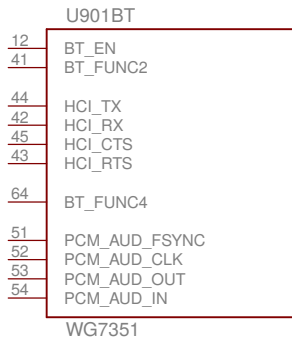 U901BT
12 BT_EN
41 BT_FUNC2
44 HCI_TX
42 HCI_RX
45 HCI_CTS
43 HCI_RTS
64 BT_FUNC4
51 PCM_AUD_FSYNC
52 PCM_AUD_CLK
53 PCM_AUD_OUT
54 PCM_AUD_IN
WG7351